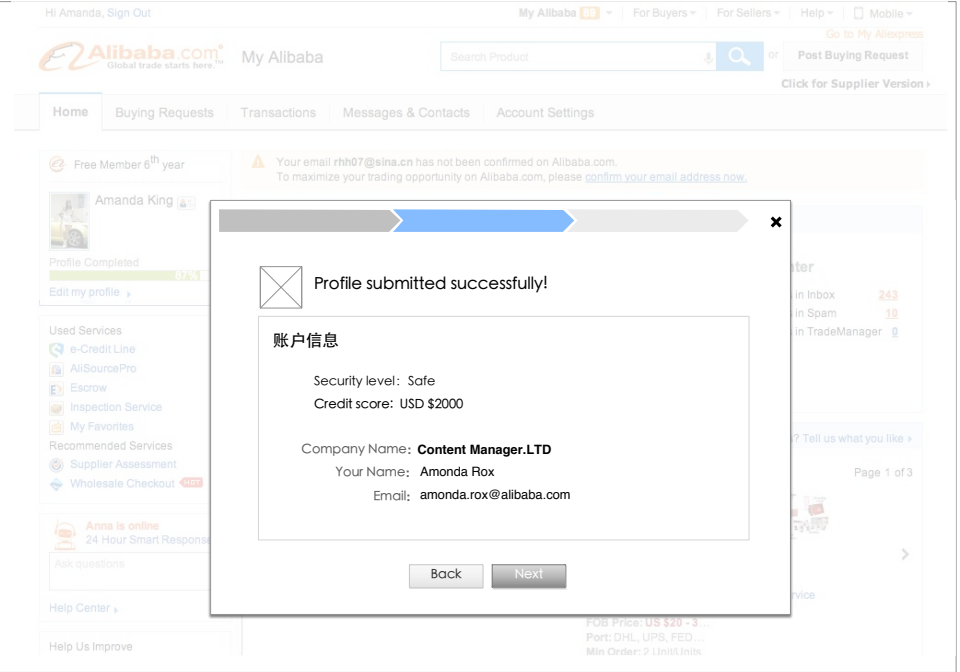 Hi Amanda, Sign Out
My Alibaba 99
For Buyers
For Sellers
Help
Mobile
Go to My Aliexpress
Alibaba.com
Global trade starts here.™
My Alibaba
Search Product
or
Post Buying Request
Click for Supplier Version
Home
Buying Requests
Transactions
Messages & Contacts
Account Settings
Free Member 6th year
Your email rhh07@sina.cn has not been confirmed on Alibaba.com.
To maximize your trading opportunity on Alibaba.com, please confirm your email address now.
Amanda King
Profile Completed
87%
Edit my profile
Used Services
e-Credit Line
AliSourcePro
Escrow
Inspection Service
My Favorites
Recommended Services
Supplier Assessment
Wholesale Checkout HOT
Anna is online
24 Hour Smart Response
Ask questions
Help Center
Help Us Improve
Profile submitted successfully!
账户信息
Security level: Safe
Credit score: USD $2000
Company Name: Content Manager.LTD
Your Name: Amonda Rox
Email: amonda.rox@alibaba.com
Back
Next
in Inbox 243
in Spam 10
in TradeManager 0
? Tell us what you like
Page 1 of 3
FOB Price: US $20 - 3...
Port: DHL, UPS, FED...
Min Order: 2 Unit/Units